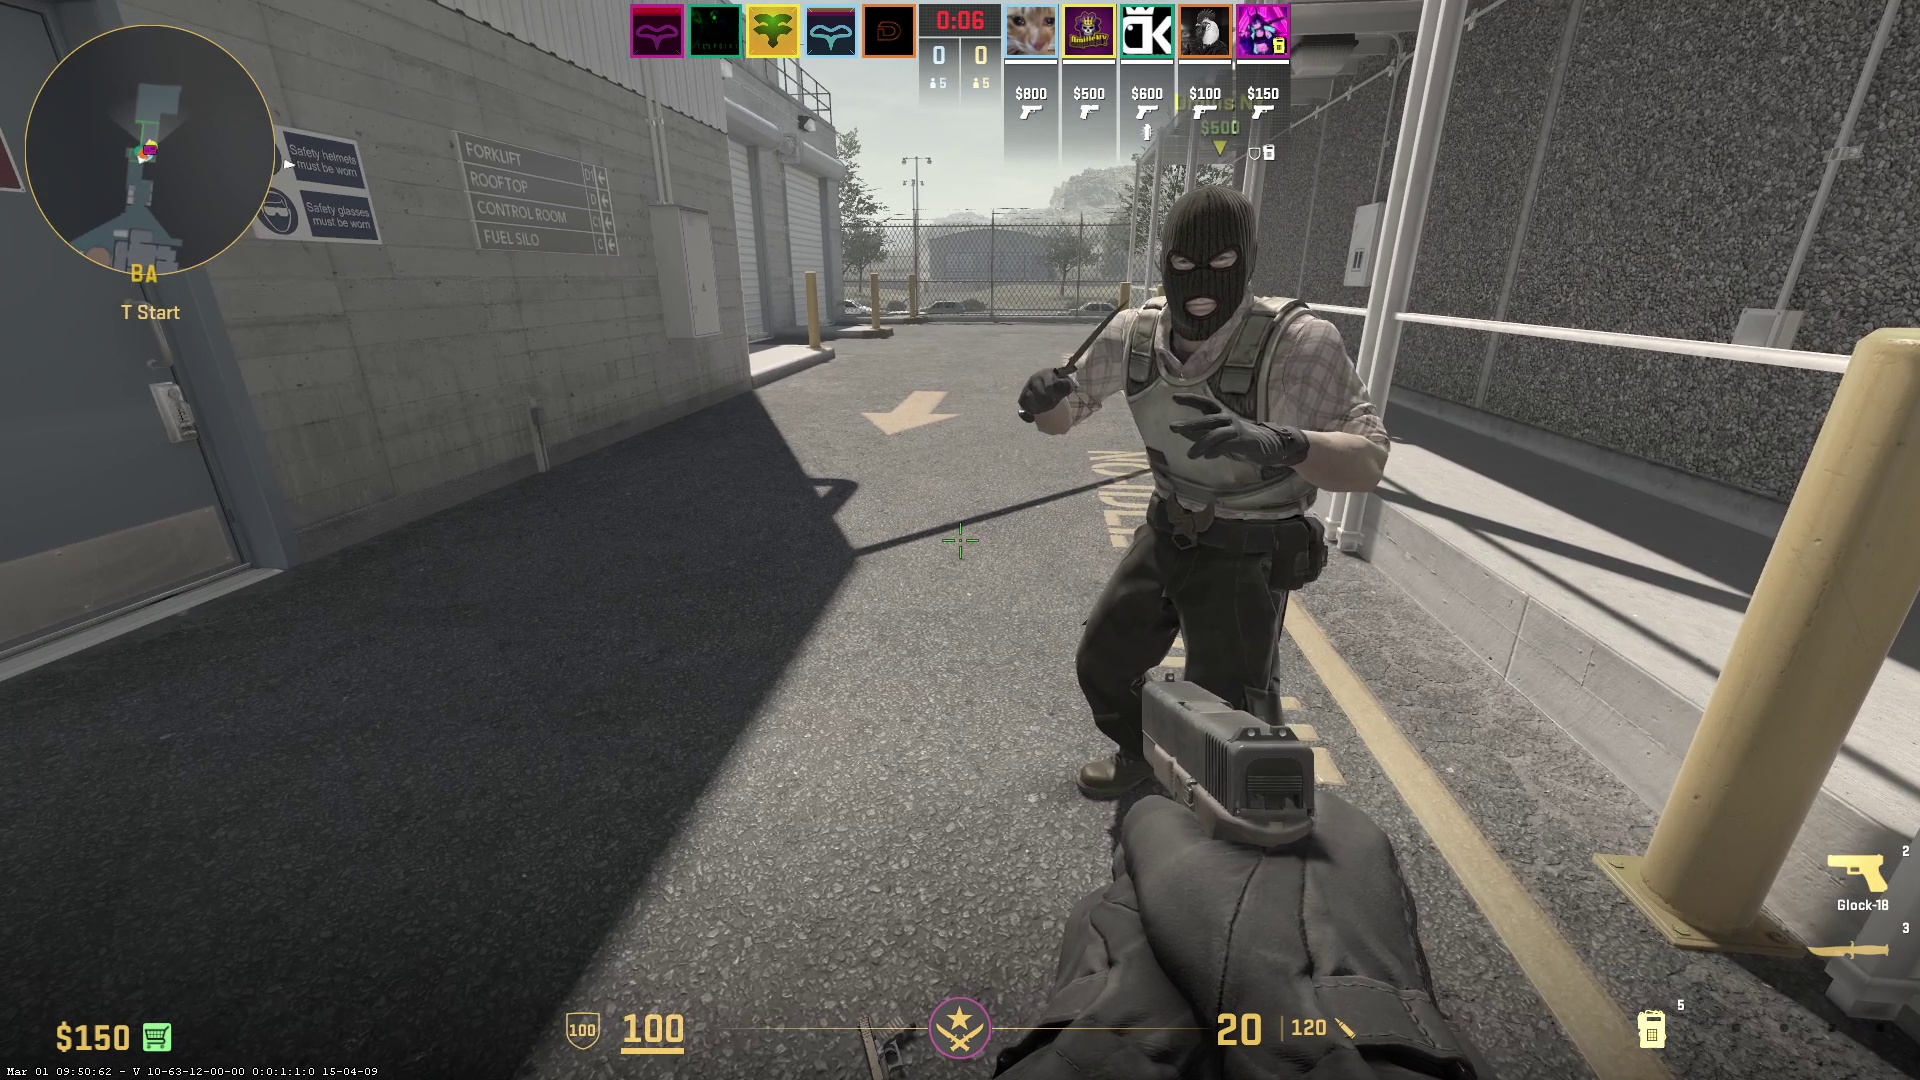 0:06
0 0
5 5
$800 $500 $600 $100 $150
$500
Safety helmets
must be worn
Safety glasses
must be worn
FORKLIFT D1
ROOFTOP D
CONTROL ROOM
FUEL SILO C
BA
T Start
2
Glock-18
3
5
$150
100 100
20 120
Mar 01 09:50:62 - V 10-63-12-00-00 0:0:1:1:0 15-04-09